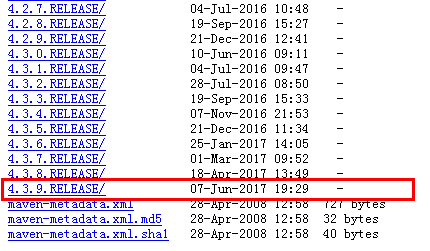 4.2.7.RELEASE/ 04-Jul-2016 10:48 -
4.2.8.RELEASE/ 19-Sep-2016 15:27 -
4.2.9.RELEASE/ 21-Dec-2016 12:41 -
4.3.0.RELEASE/ 10-Jun-2016 09:11 -
4.3.1.RELEASE/ 04-Jul-2016 09:47 -
4.3.2.RELEASE/ 28-Jul-2016 08:50 -
4.3.3.RELEASE/ 19-Sep-2016 15:33 -
4.3.4.RELEASE/ 07-Nov-2016 21:53 -
4.3.5.RELEASE/ 21-Dec-2016 11:34 -
4.3.6.RELEASE/ 25-Jan-2017 14:05 -
4.3.7.RELEASE/ 01-Mar-2017 09:52 -
4.3.8.RELEASE/ 18-Apr-2017 13:49 -
4.3.9.RELEASE/ 07-Jun-2017 19:29 -
maven-metadata.xml 28-Apr-2008 12:58 727 bytes
maven-metadata.xml.md5 28-Apr-2008 12:58 32 bytes
maven-metadata.xml.sha1 28-Apr-2008 12:58 40 bytes